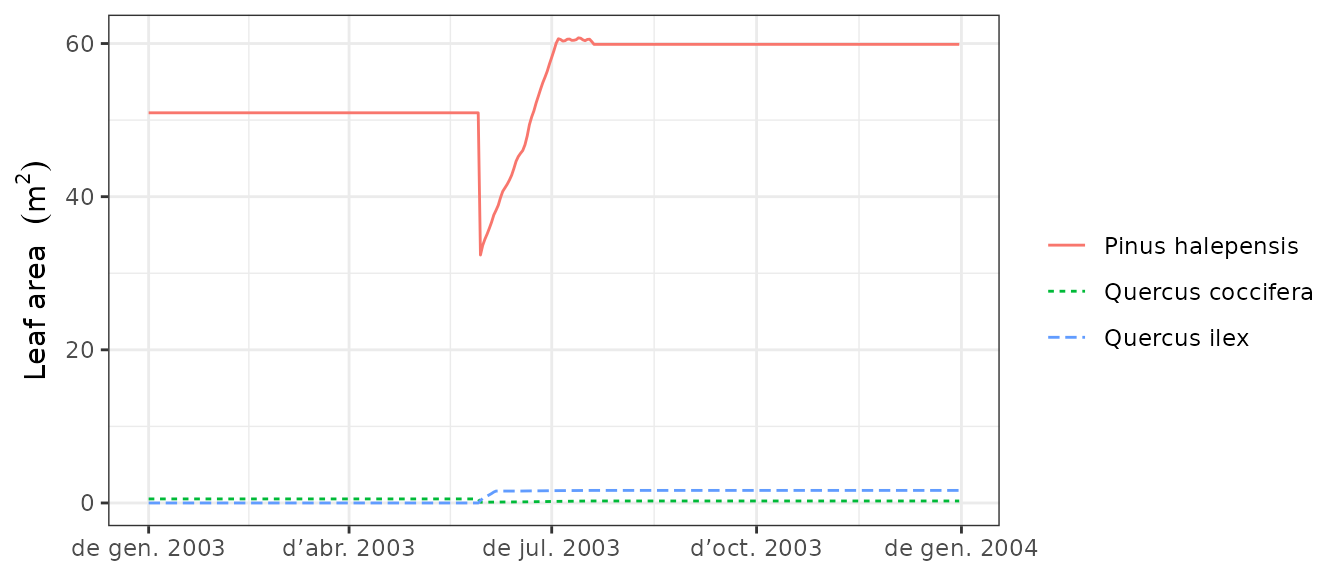 Leaf area (m²)
60
40
20
0
de gen. 2003
d’abr. 2003
de jul. 2003
d’oct. 2003
de gen. 2004
Pinus halepensis
Quercus coccifera
Quercus ilex